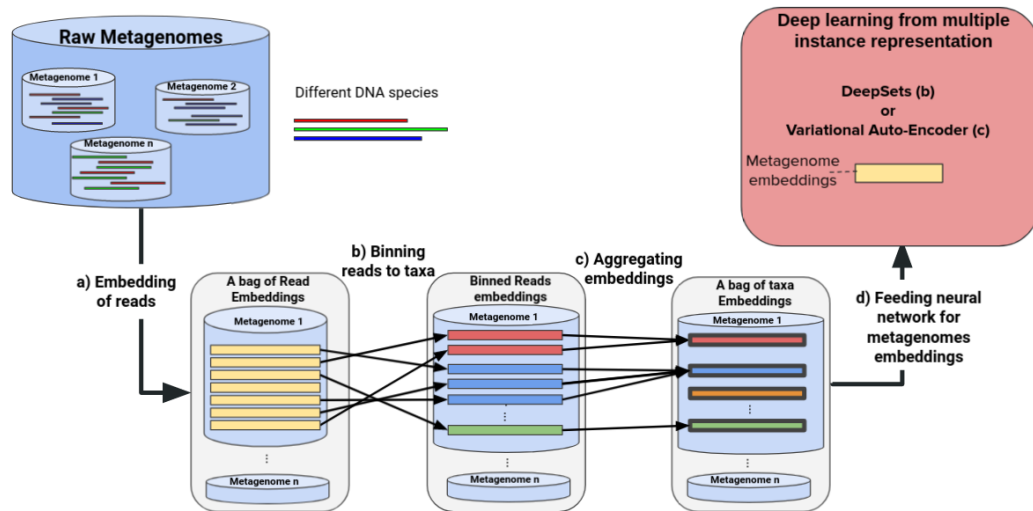 Raw Metagenomes
Metagenome 1
Metagenome 2
Metagenome n
Different DNA species
Deep learning from multiple
instance representation
DeepSets (b)
or
Variational Auto-Encoder (c)
Metagenome
embeddings
a) Embedding
of reads
b) Binning
reads to taxa
c) Aggregating
embeddings
d) Feeding neural
network for
metagenomes
embeddings
A bag of Read
Embeddings
Metagenome 1
Metagenome n
Binned Reads
embeddings
Metagenome 1
Metagenome n
A bag of taxa
Embeddings
Metagenome 1
Metagenome n